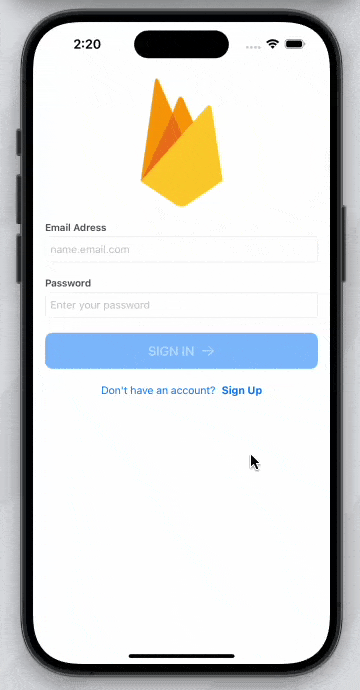 2:20
Email Adress
name.email.com
Password
Enter your password
SIGN IN →
Don't have an account? Sign Up